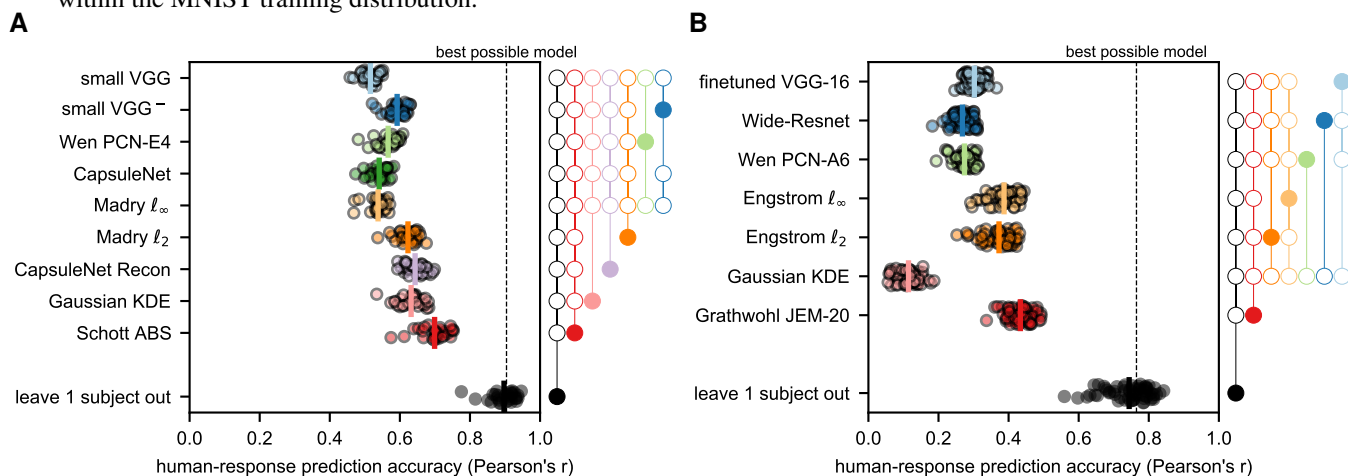 within the MNIST training distribution.
A
best possible model
small VGG
small VGG⁻
Wen PCN-E4
CapsuleNet
Madry ℓ∞
Madry ℓ₂
CapsuleNet Recon
Gaussian KDE
Schott ABS
leave 1 subject out
0.0 0.2 0.4 0.6 0.8 1.0
human-response prediction accuracy (Pearson's r)
B
best possible model
finetuned VGG-16
Wide-Resnet
Wen PCN-A6
Engstrom ℓ∞
Engstrom ℓ₂
Gaussian KDE
Grathwohl JEM-20
leave 1 subject out
0.0 0.2 0.4 0.6 0.8 1.0
human-response prediction accuracy (Pearson's r)